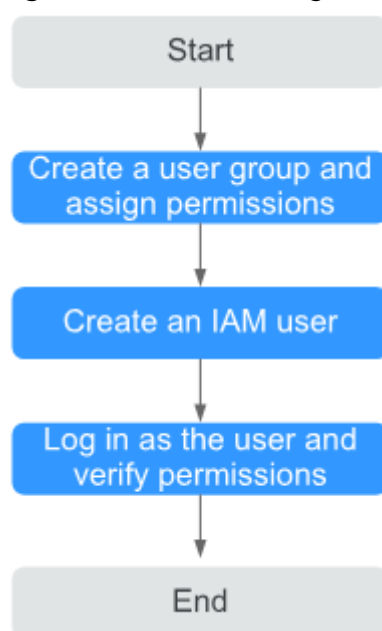 Start
Create a user group and
assign permissions
Create an IAM user
Log in as the user and
verify permissions
End